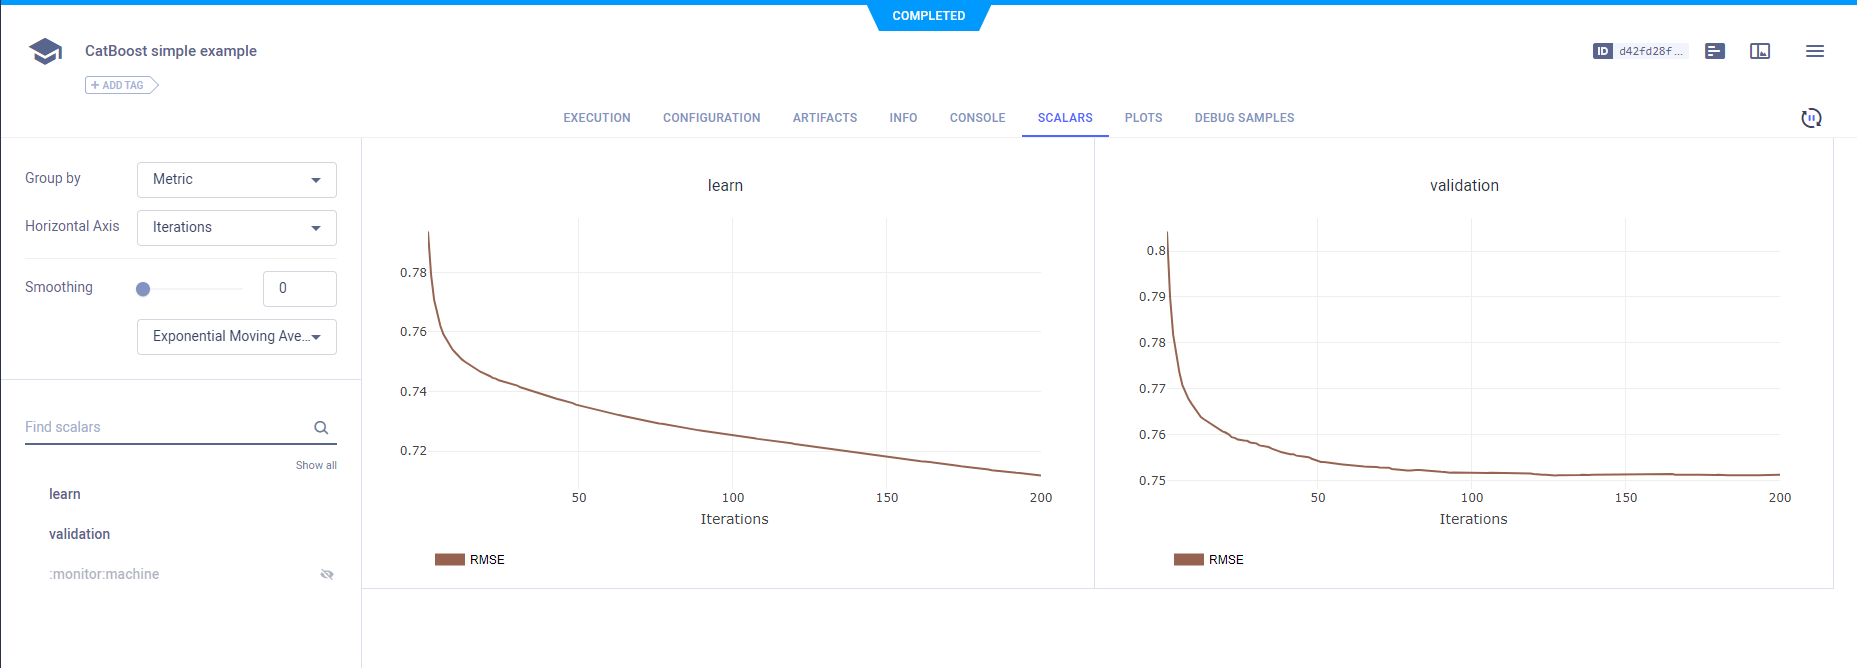 COMPLETED
CatBoost simple example
ID d42fd28f...
+ ADD TAG
EXECUTION CONFIGURATION ARTIFACTS INFO CONSOLE SCALARS PLOTS DEBUG SAMPLES
Group by Metric
Horizontal Axis Iterations
Smoothing 0
Exponential Moving Ave...
Find scalars
Show all
learn
validation
:monitor:machine
learn
0.78
0.76
0.74
0.72
50 100 150 200
Iterations
RMSE
validation
0.8
0.79
0.78
0.77
0.76
0.75
50 100 150 200
Iterations
RMSE